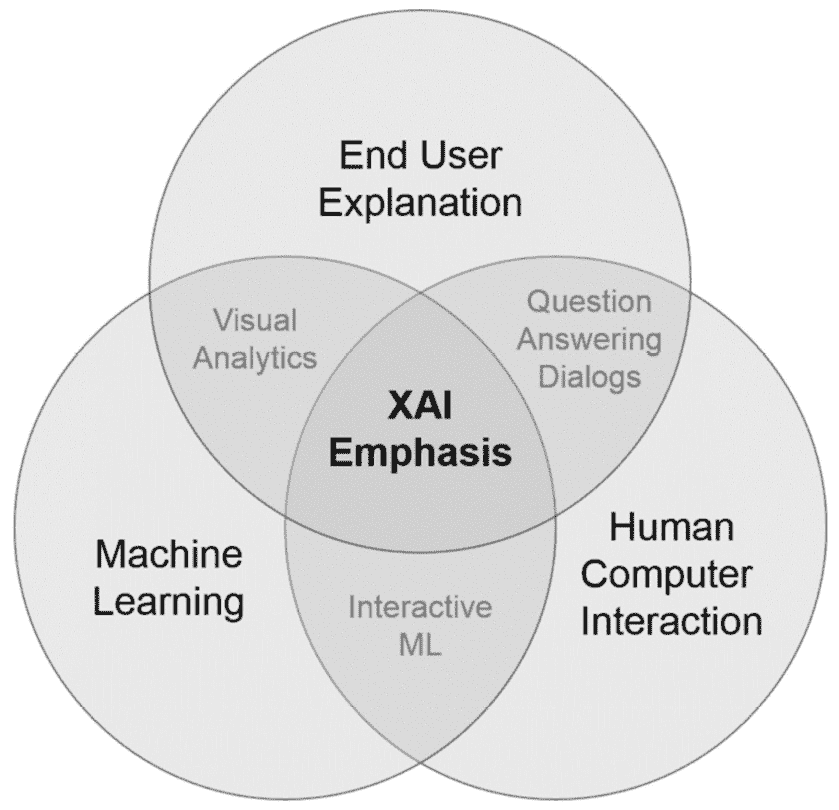 End User
Explanation
Visual
Analytics
Question
Answering
Dialogs
XAI
Emphasis
Machine
Learning
Human
Computer
Interaction
Interactive
ML